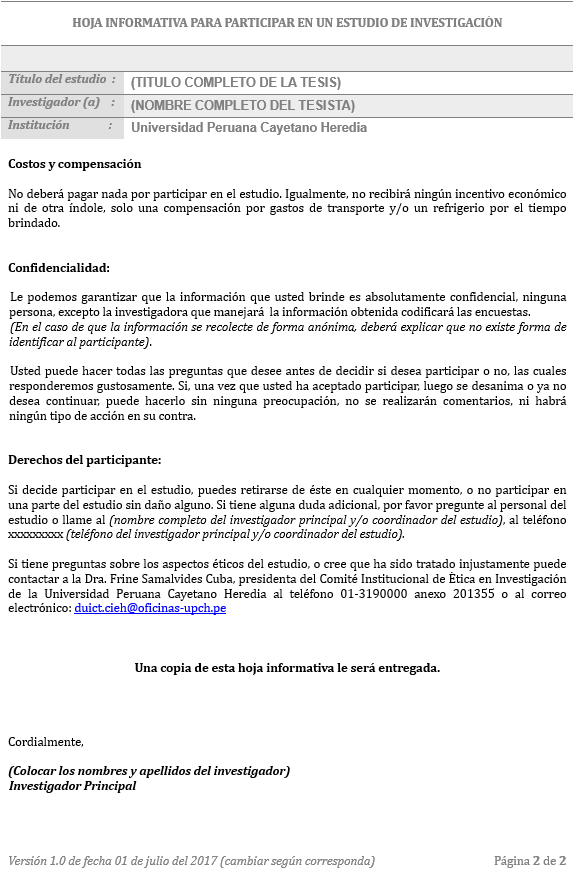 HOJA INFORMATIVA PARA PARTICIPAR EN UN ESTUDIO DE INVESTIGACIÓN
Título del estudio : (TITULO COMPLETO DE LA TESIS)
Investigador (a) : (NOMBRE COMPLETO DEL TESISTA)
Institución : Universidad Peruana Cayetano Heredia
Costos y compensación
No deberá pagar nada por participar en el estudio. Igualmente, no recibirá ningún incentivo económico
ni de otra índole, solo una compensación por gastos de transporte y/o un refrigerio por el tiempo
brindado.
Confidencialidad:
Le podemos garantizar que la información que usted brinde es absolutamente confidencial, ninguna
persona, excepto la investigadora que manejará la información obtenida codificará las encuestas.
(En el caso de que la información se recolecte de forma anónima, deberá explicar que no existe forma de
identificar al participante).
Usted puede hacer todas las preguntas que desee antes de decidir si desea participar o no, las cuales
responderemos gustosamente. Si, una vez que usted ha aceptado participar, luego se desanima o ya no
desea continuar, puede hacerlo sin ninguna preocupación, no se realizarán comentarios, ni habrá
ningún tipo de acción en su contra.
Derechos del participante:
Si decide participar en el estudio, puedes retirarse de éste en cualquier momento, o no participar en
una parte del estudio sin daño alguno. Si tiene alguna duda adicional, por favor pregunte al personal del
estudio o llame al (nombre completo del investigador principal y/o coordinador del estudio), al teléfono
xxxxxxxxx (teléfono del investigador principal y/o coordinador del estudio).
Si tiene preguntas sobre los aspectos éticos del estudio, o cree que ha sido tratado injustamente puede
contactar a la Dra. Frine Samalvides Cuba, presidenta del Comité Institucional de Ètica en Investigación
de la Universidad Peruana Cayetano Heredia al teléfono 01-3190000 anexo 201355 o al correo
electrónico: duict.cieh@oficinas-upch.pe
Una copia de esta hoja informativa le será entregada.
Cordialmente,
(Colocar los nombres y apellidos del investigador)
Investigador Principal
Versión 1.0 de fecha 01 de julio del 2017 (cambiar según corresponda) Página 2 de 2